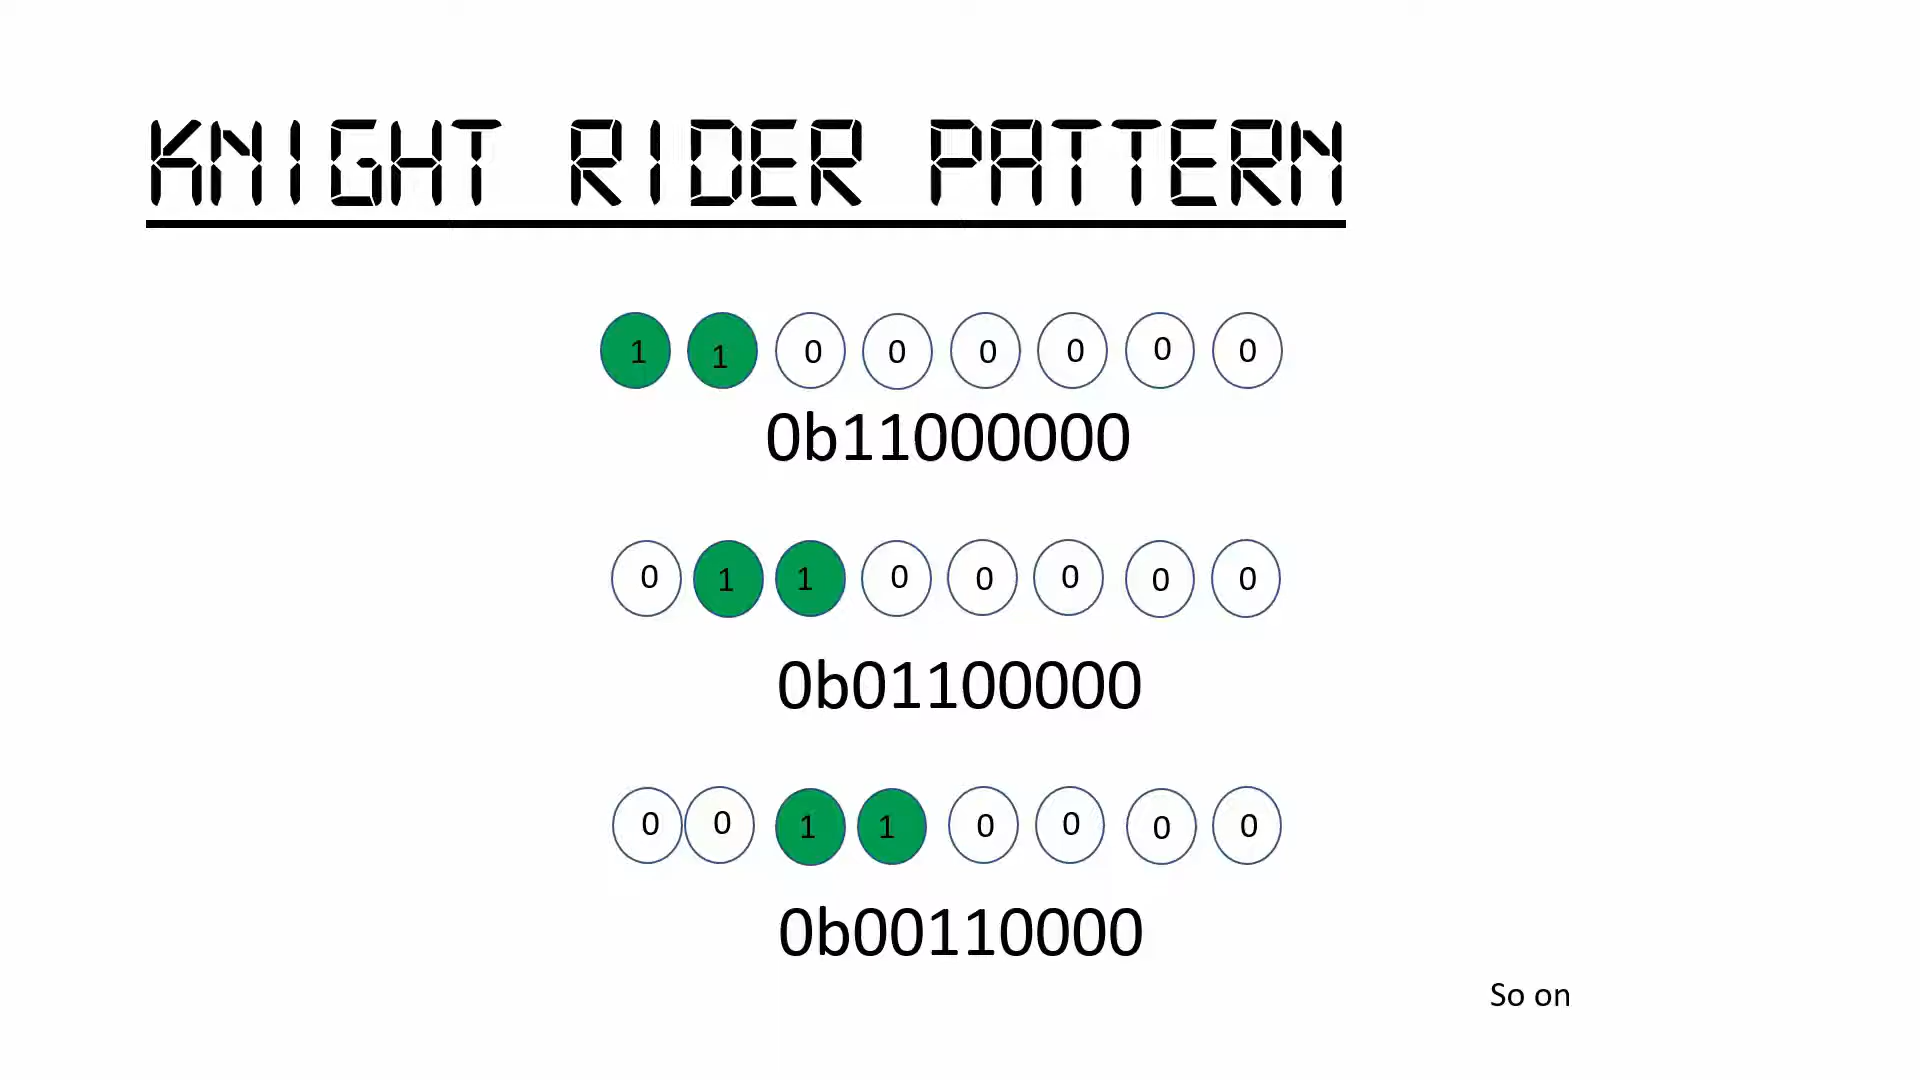 KNIGHT RIDER PATTERN
1 1 0 0 0 0 0 0
0b11000000
0 1 1 0 0 0 0 0
0b01100000
0 0 1 1 0 0 0 0
0b00110000
So on